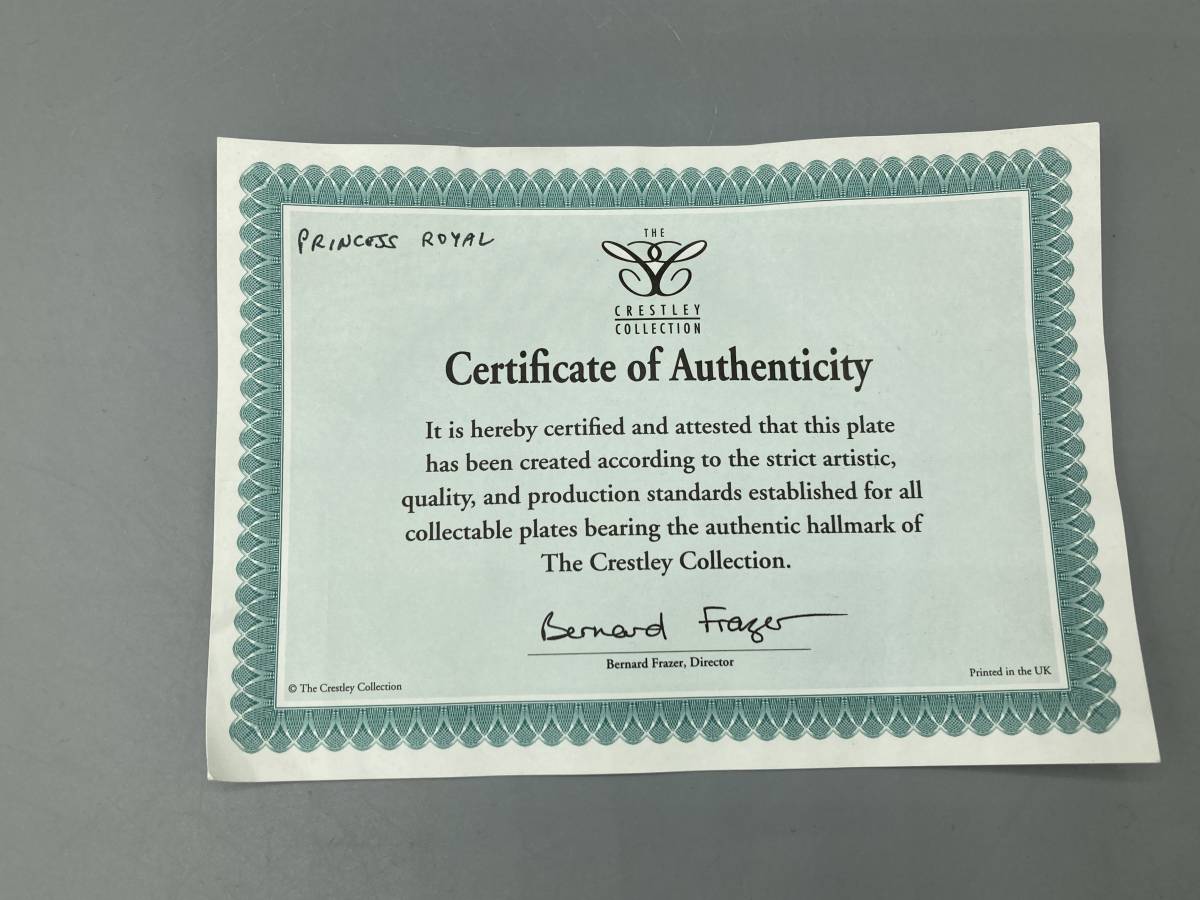 PRINCESS ROYAL
THE
CRESTLEY
COLLECTION
Certificate of Authenticity
It is hereby certified and attested that this plate
has been created according to the strict artistic,
quality, and production standards established for all
collectable plates bearing the authentic hallmark of
The Crestley Collection.
Bernard Frazer
Bernard Frazer, Director
© The Crestley Collection
Printed in the UK